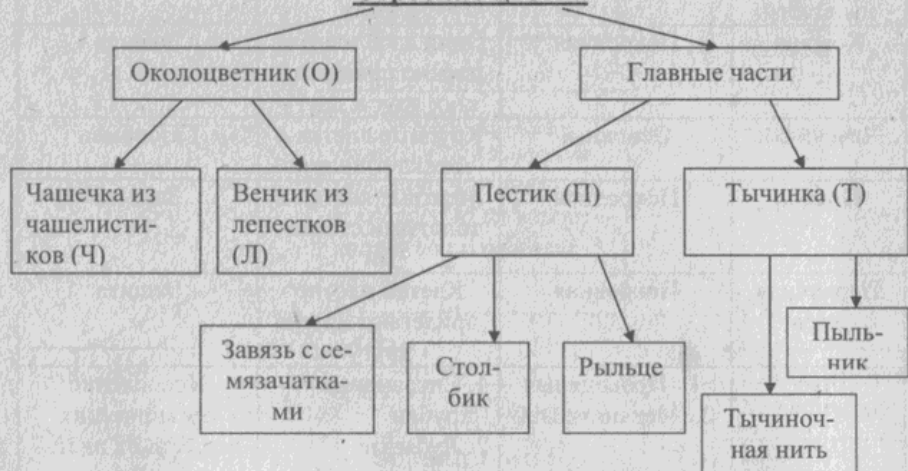 Околоцветник (О)
Главные части
Чашечка из
чашелисти-
ков (Ч)
Венчик из
лепестков
(Л)
Пестик (П)
Тычинка (Т)
Завязь с се-
мязачатка-
ми
Стол-
бик
Рыльце
Пыль-
ник
Тычиноч-
ная нить